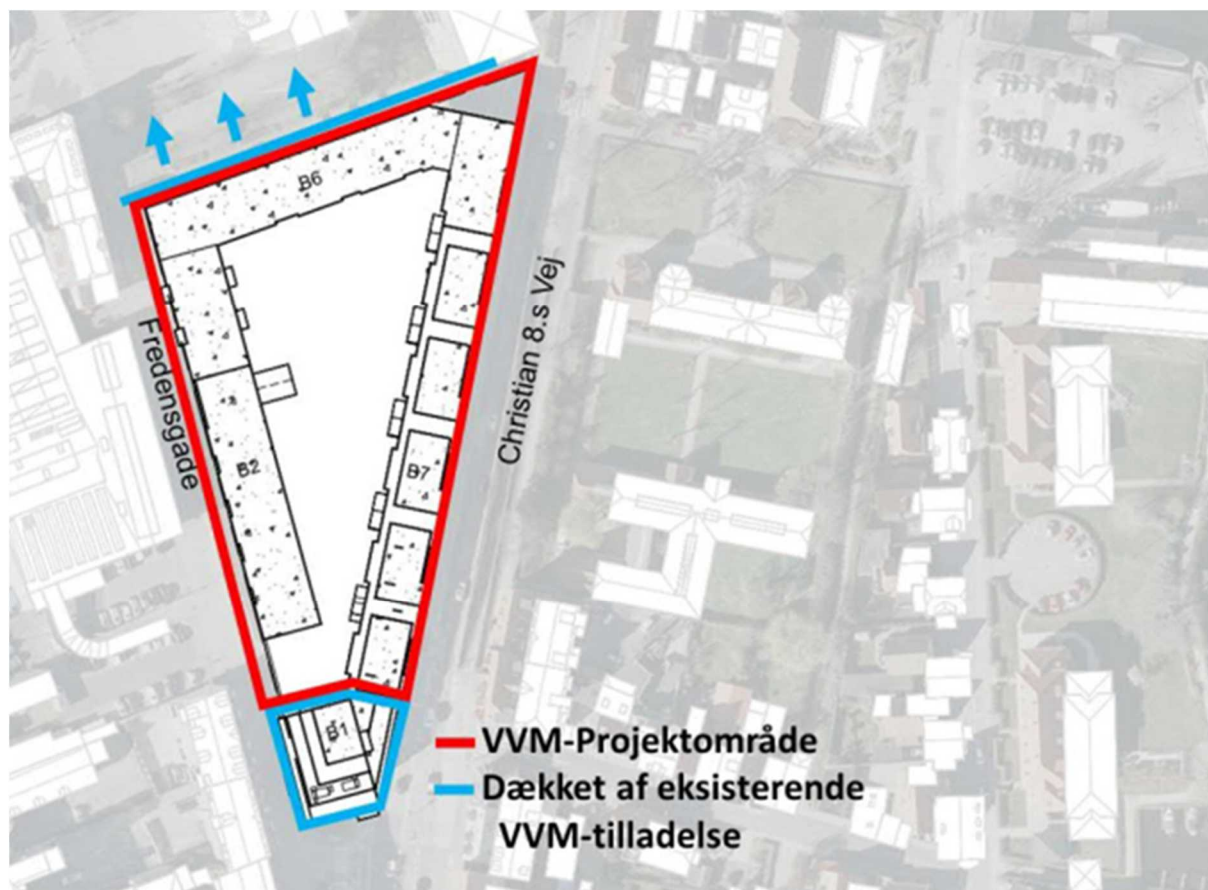 B6
Christian 8.s Vej
Fredensgade
B2
B7
B1
VVM-Projektområde
Dækket af eksisterende
VVM-tilladelse